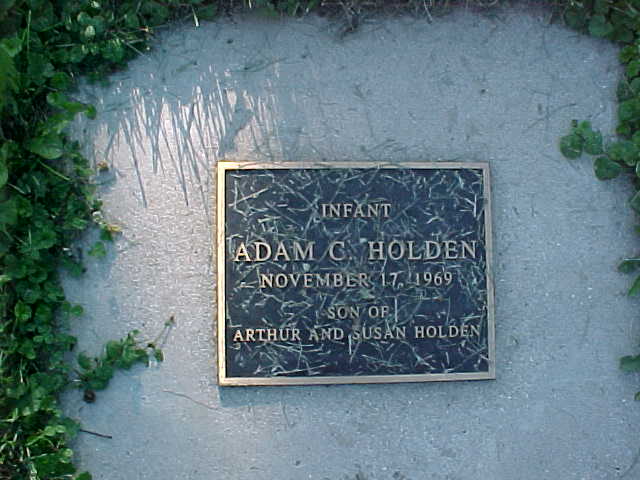 INFANT
ADAM C. HOLDEN
NOVEMBER 17, 1969
SON OF
ARTHUR AND SUSAN HOLDEN